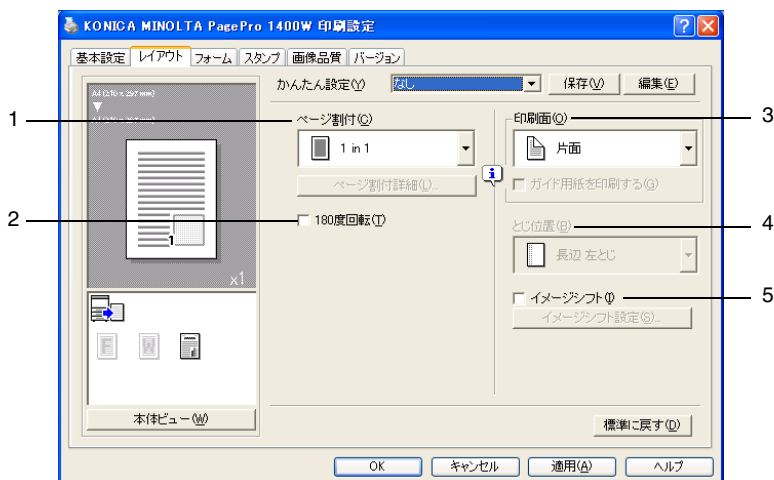 KONICA MINOLTA PagePro 1400W 印刷設定
基本設定 レイアウト フォーム スタンプ 画像品質 バージョン
かんたん設定(Y) なし 保存(V) 編集(E)
A4 (210 x 297 mm)
A4 (210 x 297 mm)
1
x1
本体ビュー(W)
1
ページ割付(C)
1 in 1
ページ割付詳細(L)...
2
180度回転(T)
印刷面(O)
3
片面
ガイド用紙を印刷する(G)
とじ位置(B)
4
長辺 左とじ
イメージシフト(I)
5
イメージシフト設定(S)...
標準に戻す(D)
OK キャンセル 適用(A) ヘルプ
F W